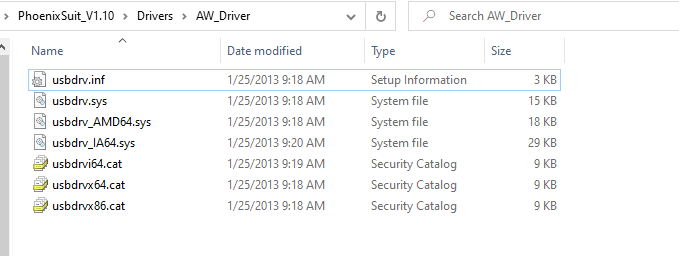 PhoenixSuit_V1.10 > Drivers > AW_Driver Search AW_Driver
Name Date modified Type Size
usbdrv.inf 1/25/2013 9:18 AM Setup Information 3 KB
usbdrv.sys 1/25/2013 9:18 AM System file 15 KB
usbdrv_AMD64.sys 1/25/2013 9:18 AM System file 18 KB
usbdrv_IA64.sys 1/25/2013 9:20 AM System file 29 KB
usbdrvi64.cat 1/25/2013 9:19 AM Security Catalog 9 KB
usbdrvx64.cat 1/25/2013 9:18 AM Security Catalog 9 KB
usbdrvx86.cat 1/25/2013 9:18 AM Security Catalog 9 KB